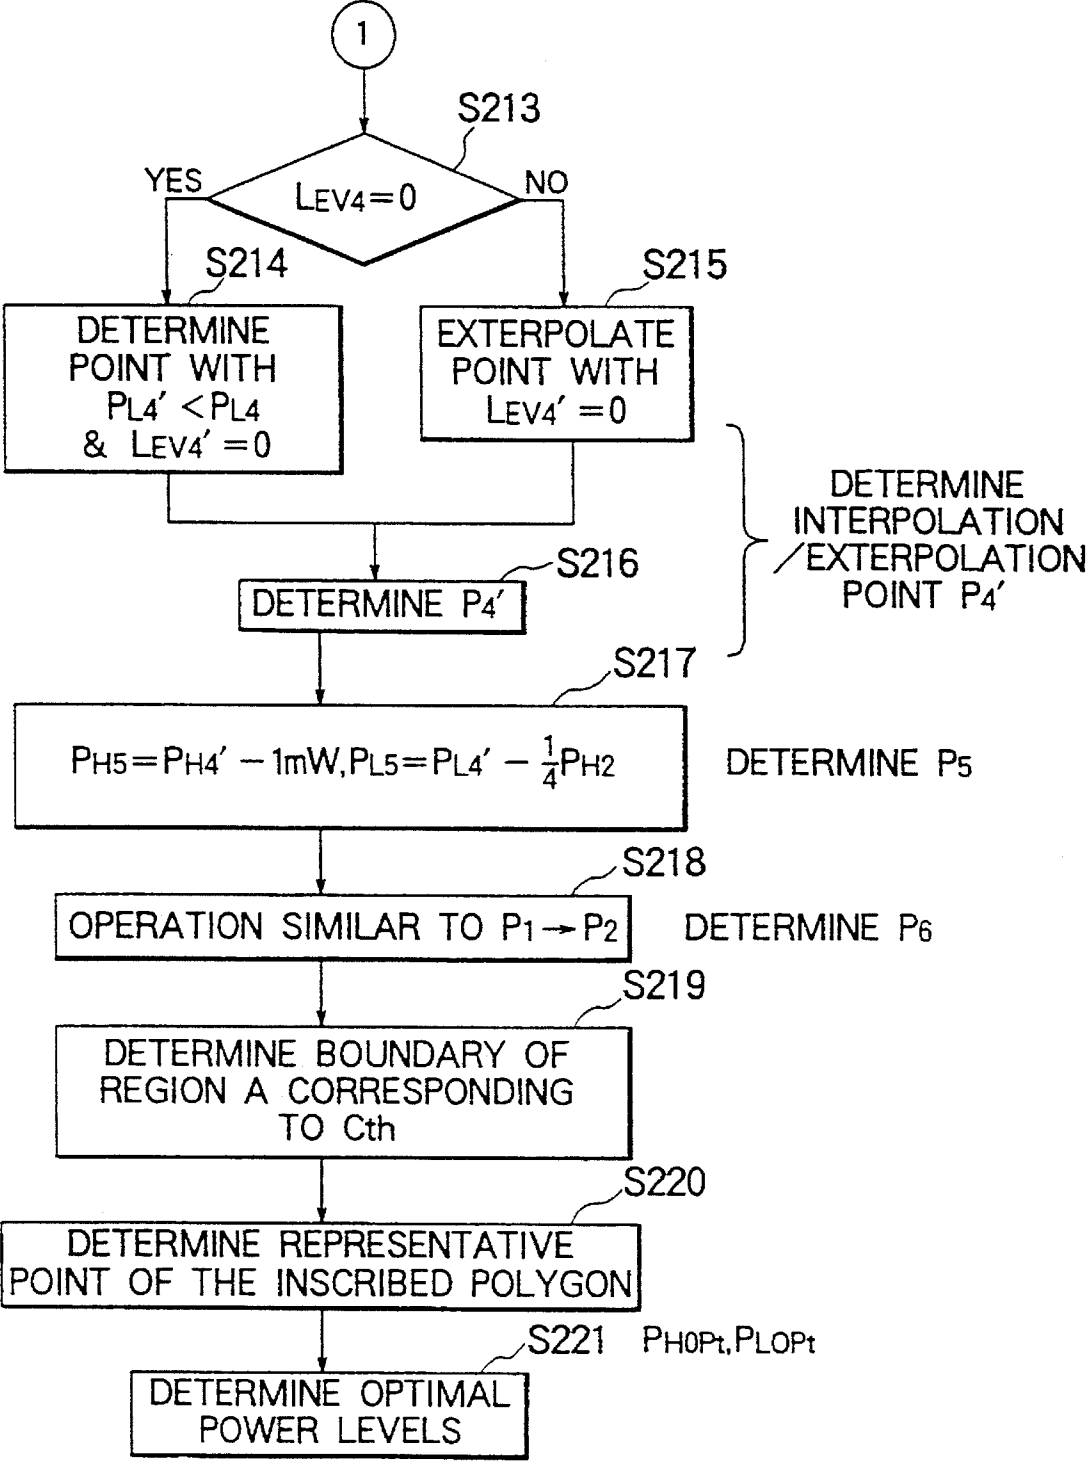 1
S213
YES
LEV4=0
NO
S214
S215
DETERMINE
POINT WITH
PL4′ <PL4
& LEV4′ =0
EXTERPOLATE
POINT WITH
LEV4′ =0
DETERMINE
INTERPOLATION
/EXTERPOLATION
POINT P4′
S216
DETERMINE P4′
S217
PH5=PH4′ − 1mW, PL5=PL4′ − 1/4 PH2
DETERMINE P5
S218
OPERATION SIMILAR TO P1→P2
DETERMINE P6
S219
DETERMINE BOUNDARY OF
REGION A CORRESPONDING
TO Cth
S220
DETERMINE REPRESENTATIVE
POINT OF THE INSCRIBED POLYGON
S221
PHOPt, PLOPt
DETERMINE OPTIMAL
POWER LEVELS